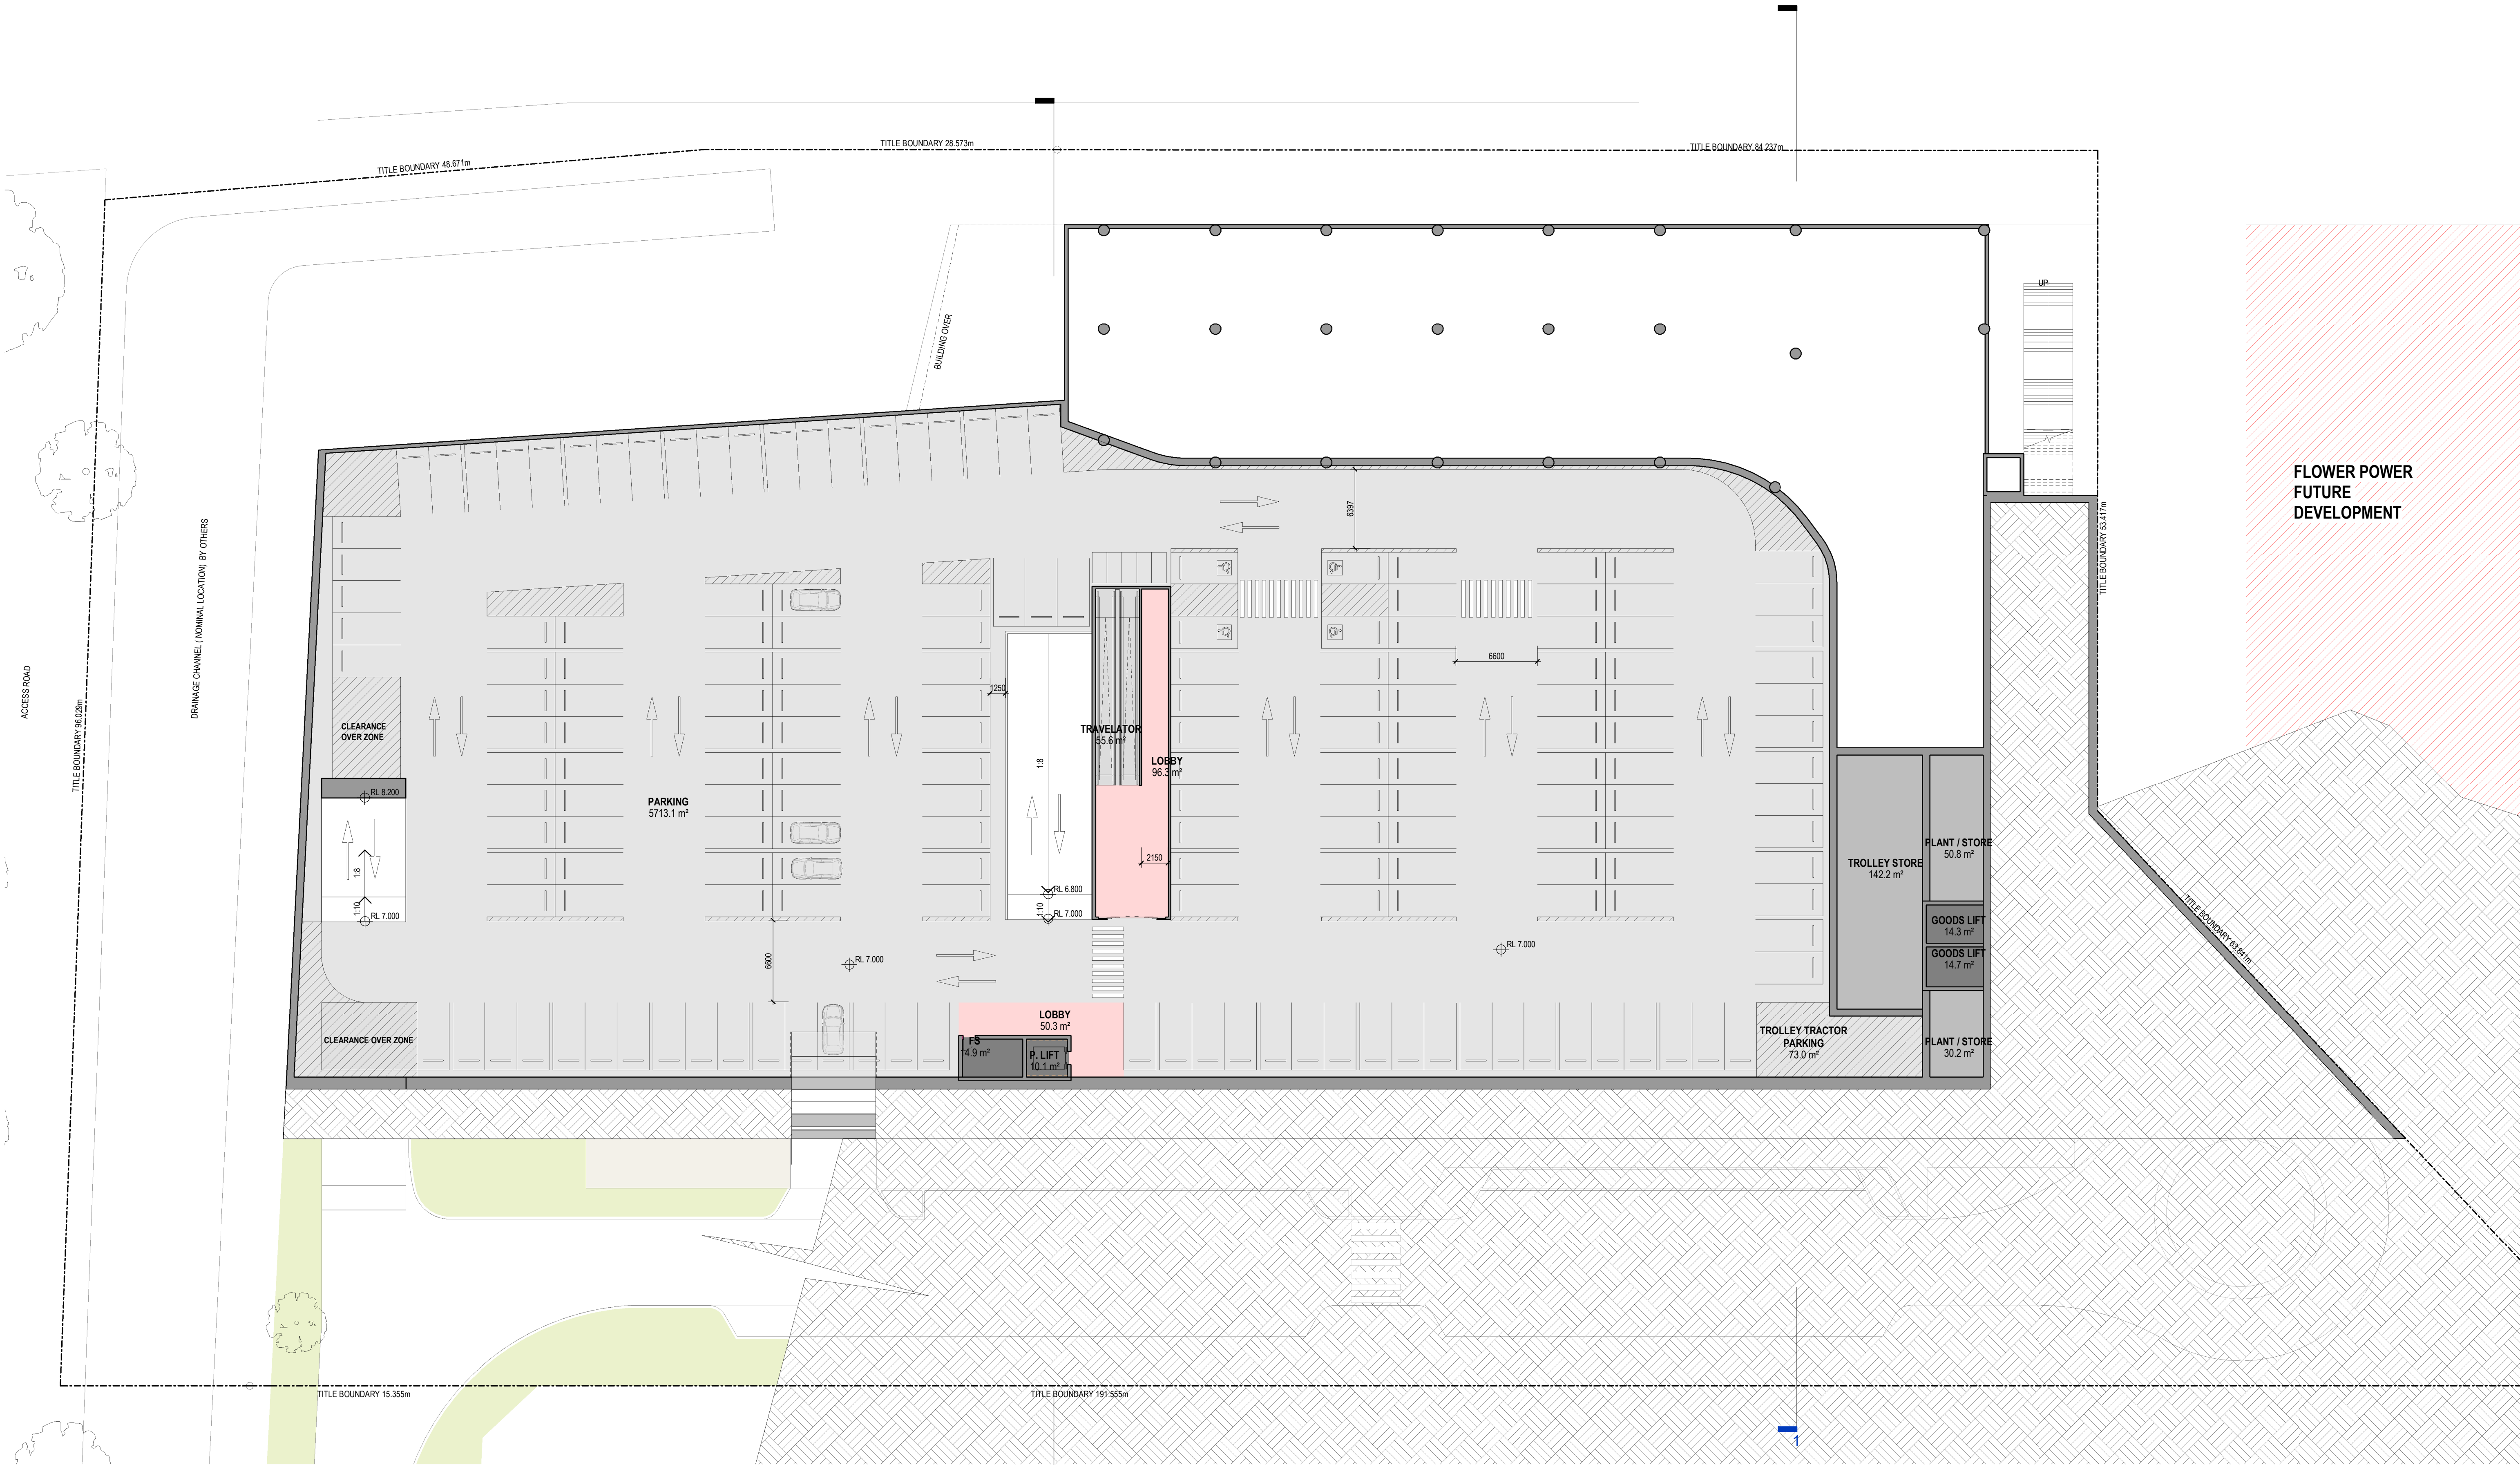 TITLE BOUNDARY 28.573m
TITLE BOUNDARY 84.237m
TITLE BOUNDARY 48.671m
UP
BUILDING OVER
FLOWER POWER
FUTURE
DEVELOPMENT
6397
TITLE BOUNDARY 53.417m
DRAINAGE CHANNEL ( NOMINAL LOCATION) BY OTHERS
ACCESS ROAD
TITLE BOUNDARY 96.029m
6600
1250
CLEARANCE
OVER ZONE
TRAVELATOR
55.6 m²
LOBBY
96.3 m²
1:8
RL 8.200
PARKING
5713.1 m²
PLANT / STORE
50.8 m²
2150
TROLLEY STORE
142.2 m²
1:8
RL 6.800
1:10
RL 7.000
1:10
RL 7.000
GOODS LIFT
14.3 m²
GOODS LIFT
14.7 m²
TITLE BOUNDARY 63.841m
6600
RL 7.000
RL 7.000
LOBBY
50.3 m²
CLEARANCE OVER ZONE
FS
14.9 m²
P. LIFT
10.1 m²
TROLLEY TRACTOR
PARKING
73.0 m²
PLANT / STORE
30.2 m²
TITLE BOUNDARY 15.355m
TITLE BOUNDARY 191.555m
1